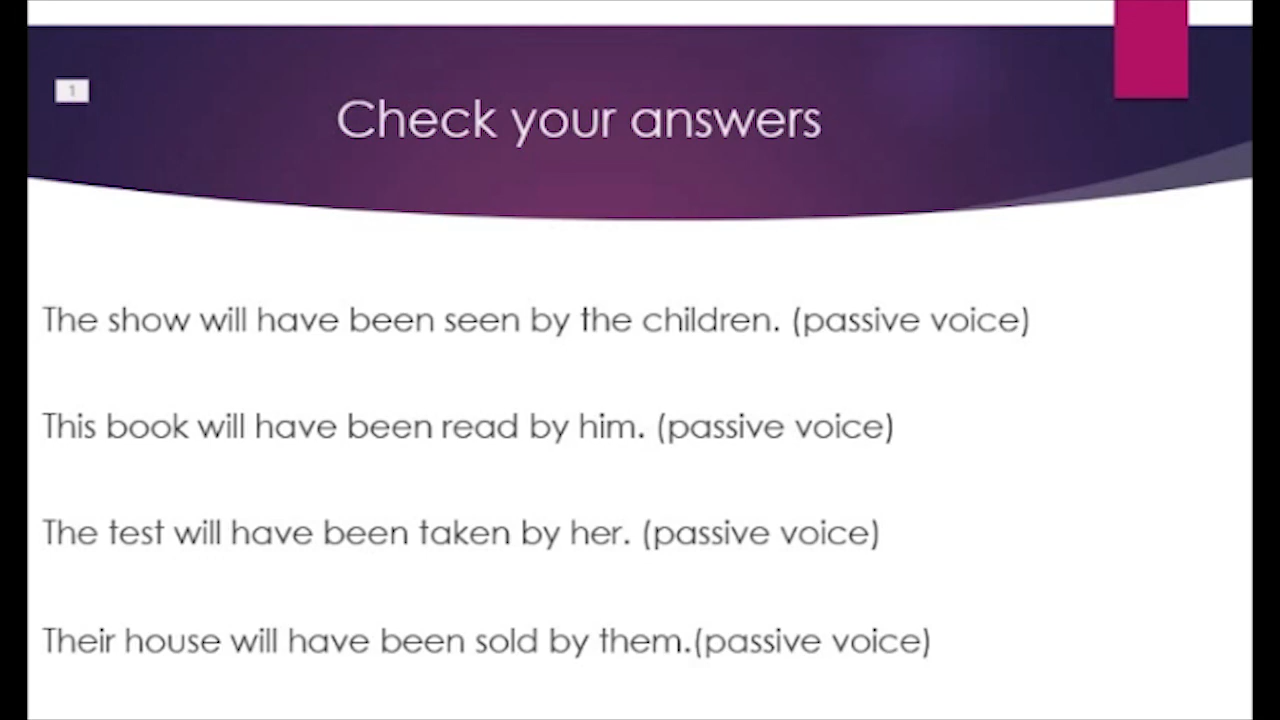 1
Check your answers
The show will have been seen by the children. (passive voice)
This book will have been read by him. (passive voice)
The test will have been taken by her. (passive voice)
Their house will have been sold by them.(passive voice)